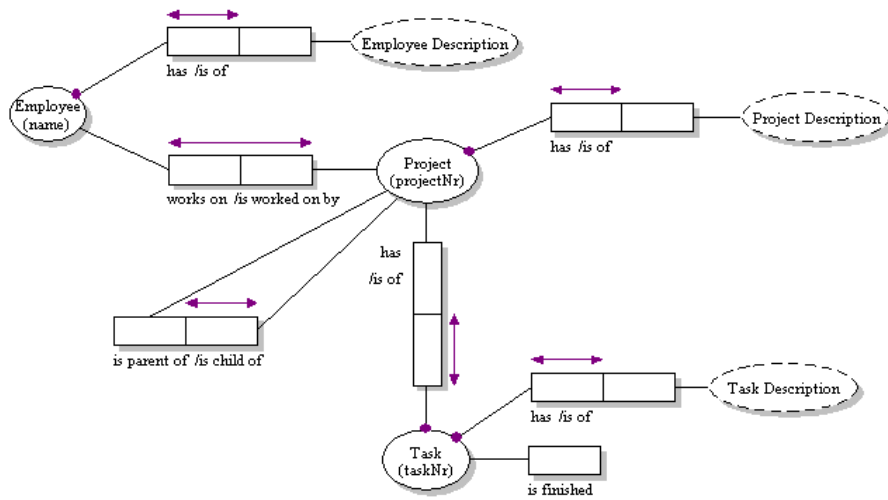 Employee Description
has /is of
Employee
(name)
Project Description
has /is of
Project
(projectNr)
works on /is worked on by
has
/is of
is parent of /is child of
Task Description
has /is of
Task
(taskNr)
is finished